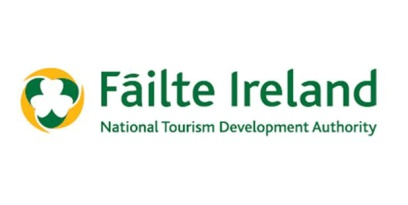 Fáilte Ireland
National Tourism Development Authority